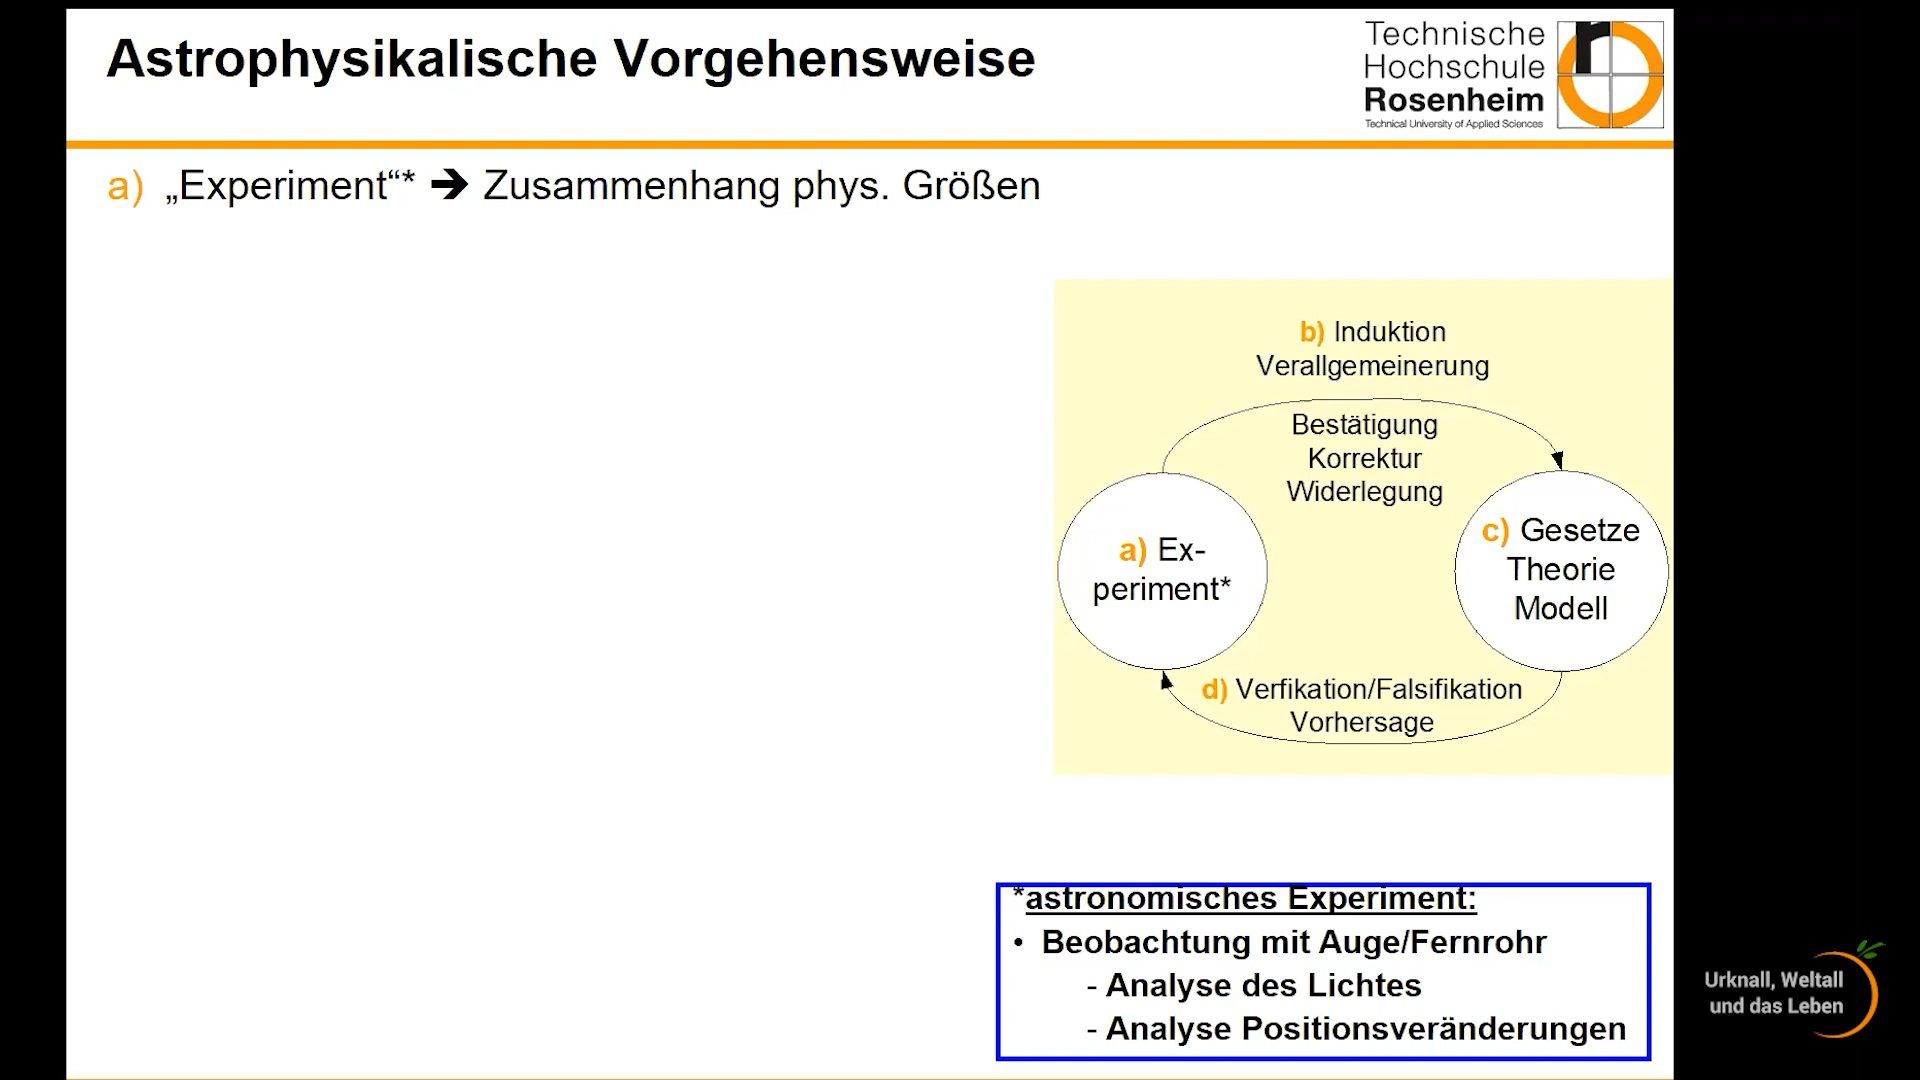 Astrophysikalische Vorgehensweise
Technische
Hochschule
Rosenheim
Technical University of Applied Sciences
a) „Experiment“* ➔ Zusammenhang phys. Größen
b) Induktion
Verallgemeinerung
Bestätigung
Korrektur
Widerlegung
a) Ex-
periment*
c) Gesetze
Theorie
Modell
d) Verfikation/Falsifikation
Vorhersage
*astronomisches Experiment:
• Beobachtung mit Auge/Fernrohr
- Analyse des Lichtes
- Analyse Positionsveränderungen
Urknall, Weltall
und das Leben